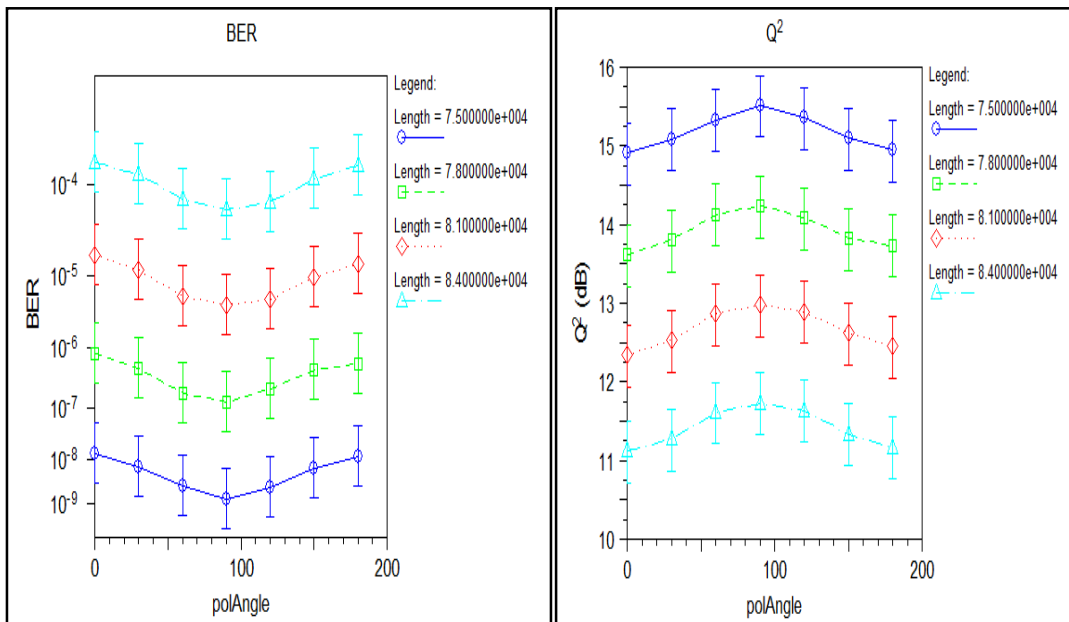 BER
Legend:
Length = 7.500000e+004
Length = 7.800000e+004
Length = 8.100000e+004
Length = 8.400000e+004
BER
10-4
10-5
10-6
10-7
10-8
10-9
0
100
200
polAngle
Q2
Legend:
Length = 7.500000e+004
Length = 7.800000e+004
Length = 8.100000e+004
Length = 8.400000e+004
Q2 (dB)
16
15
14
13
12
11
10
0
100
200
polAngle